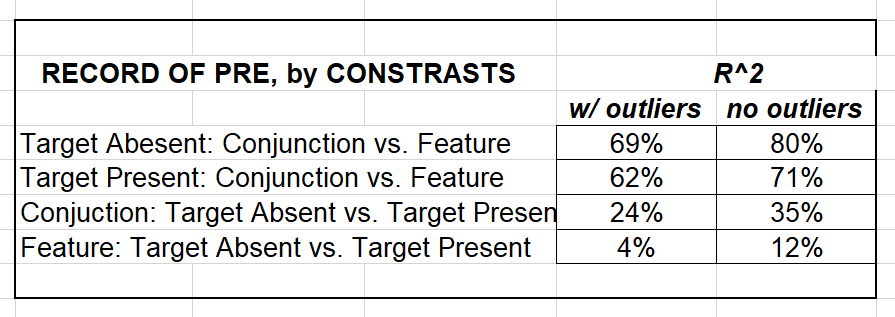 RECORD OF PRE, by CONSTRASTS R^2
w/ outliers no outliers
Target Abesent: Conjunction vs. Feature 69% 80%
Target Present: Conjunction vs. Feature 62% 71%
Conjuction: Target Absent vs. Target Presen 24% 35%
Feature: Target Absent vs. Target Present 4% 12%